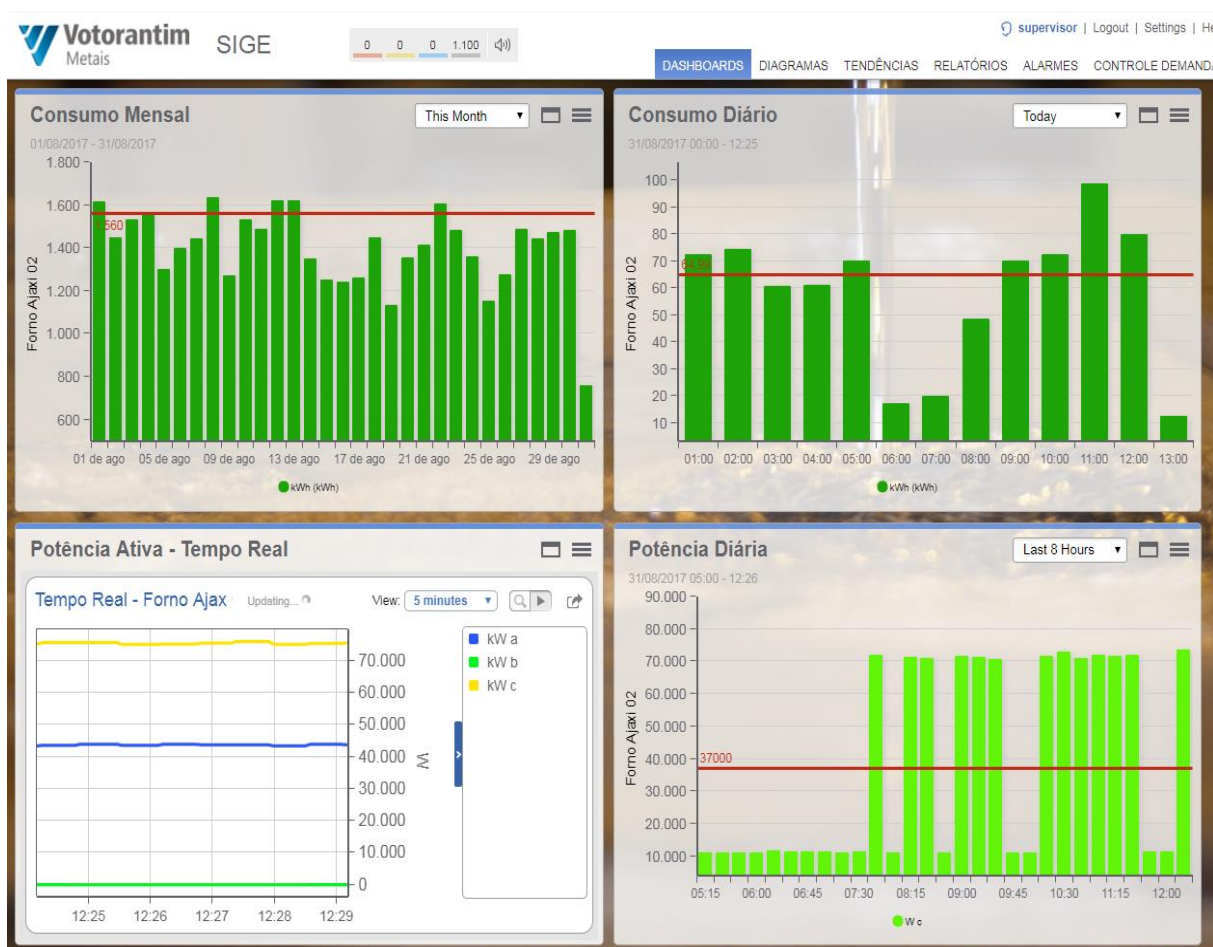 Votorantim
Metais
SIGE
0 0 0 1.100
supervisor | Logout | Settings | He
DASHBOARDS DIAGRAMAS TENDÊNCIAS RELATÓRIOS ALARMES CONTROLE DEMANDA
Consumo Mensal
This Month
01/08/2017 - 31/08/2017
1.800
1.600
1.560
1.400
1.200
1.000
800
600
Forno Ajaxi 02
01 de ago 05 de ago 09 de ago 13 de ago 17 de ago 21 de ago 25 de ago 29 de ago
kWh (kWh)
Consumo Diário
Today
31/08/2017 00:00 - 12:25
100
90
80
70
64,99
60
50
40
30
20
10
Forno Ajaxi 02
01:00 02:00 03:00 04:00 05:00 06:00 07:00 08:00 09:00 10:00 11:00 12:00 13:00
kWh (kWh)
Potência Ativa - Tempo Real
Tempo Real - Forno Ajax Updating... View: 5 minutes
kW a
kW b
kW c
70.000
60.000
50.000
40.000
30.000
20.000
10.000
0
W
12:25 12:26 12:27 12:28 12:29
Potência Diária
Last 8 Hours
31/08/2017 05:00 - 12:26
90.000
80.000
70.000
60.000
50.000
40.000
37000
30.000
20.000
10.000
Forno Ajaxi 02
05:15 06:00 06:45 07:30 08:15 09:00 09:45 10:30 11:15 12:00
W c